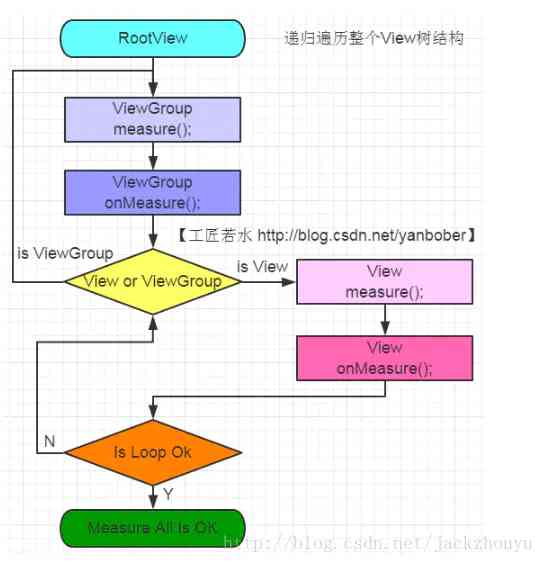 RootView
递归遍历整个View树结构
ViewGroup
measure();
ViewGroup
onMeasure();
【工匠若水 http://blog.csdn.net/yanbober】
is ViewGroup
View or ViewGroup
is View
View
measure();
View
onMeasure();
N
Is Loop Ok
Y
Measure All Is OK
http://blog.csdn.net/jackzhouyu